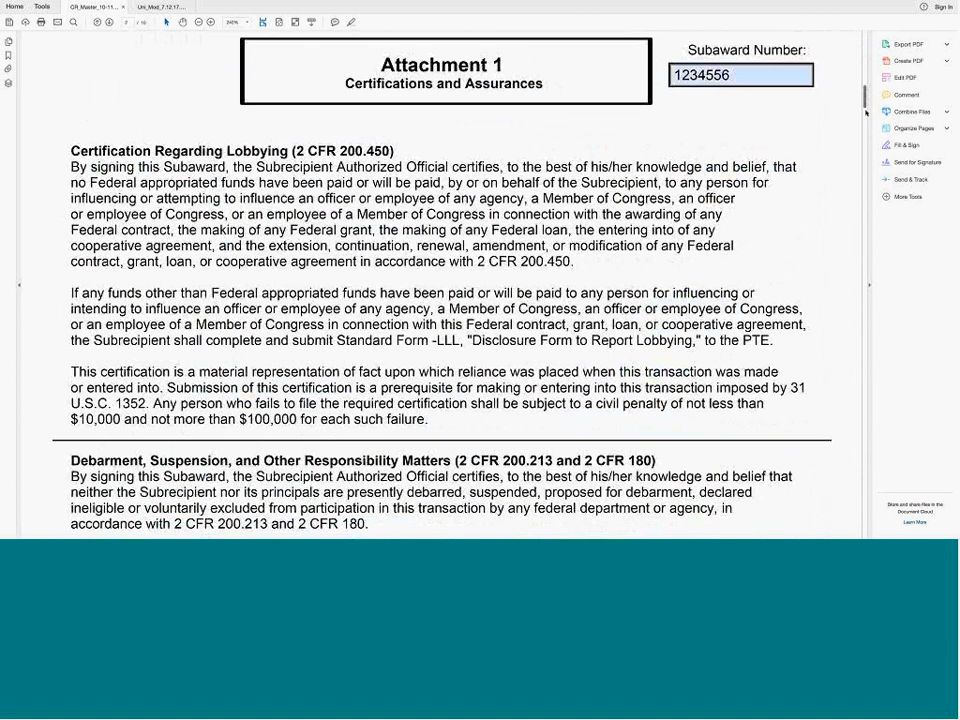 Home Tools CR_Master_10-11... × Uni_Mod_7.12.17.... Sign In
2 / 16 246%
Attachment 1
Certifications and Assurances
Subaward Number:
1234556
Certification Regarding Lobbying (2 CFR 200.450)
By signing this Subaward, the Subrecipient Authorized Official certifies, to the best of his/her knowledge and belief, that
no Federal appropriated funds have been paid or will be paid, by or on behalf of the Subrecipient, to any person for
influencing or attempting to influence an officer or employee of any agency, a Member of Congress, an officer
or employee of Congress, or an employee of a Member of Congress in connection with the awarding of any
Federal contract, the making of any Federal grant, the making of any Federal loan, the entering into of any
cooperative agreement, and the extension, continuation, renewal, amendment, or modification of any Federal
contract, grant, loan, or cooperative agreement in accordance with 2 CFR 200.450.
If any funds other than Federal appropriated funds have been paid or will be paid to any person for influencing or
intending to influence an officer or employee of any agency, a Member of Congress, an officer or employee of Congress,
or an employee of a Member of Congress in connection with this Federal contract, grant, loan, or cooperative agreement,
the Subrecipient shall complete and submit Standard Form -LLL, "Disclosure Form to Report Lobbying," to the PTE.
This certification is a material representation of fact upon which reliance was placed when this transaction was made
or entered into. Submission of this certification is a prerequisite for making or entering into this transaction imposed by 31
U.S.C. 1352. Any person who fails to file the required certification shall be subject to a civil penalty of not less than
$10,000 and not more than $100,000 for each such failure.
Debarment, Suspension, and Other Responsibility Matters (2 CFR 200.213 and 2 CFR 180)
By signing this Subaward, the Subrecipient Authorized Official certifies, to the best of his/her knowledge and belief that
neither the Subrecipient nor its principals are presently debarred, suspended, proposed for debarment, declared
ineligible or voluntarily excluded from participation in this transaction by any federal department or agency, in
accordance with 2 CFR 200.213 and 2 CFR 180.
Export PDF
Create PDF
Edit PDF
Comment
Combine Files
Organize Pages
Fill & Sign
Send for Signature
Send & Track
More Tools
Store and share files in the
Document Cloud
Learn More